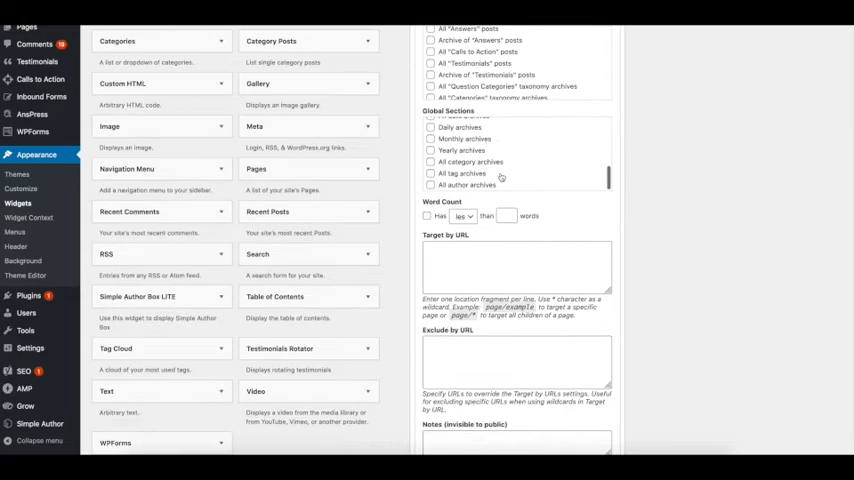 Pages
Comments 19
Testimonials
Calls to Action
Inbound Forms
AnsPress
WPForms
Appearance
Themes
Customize
Widgets
Widget Context
Menus
Header
Background
Theme Editor
Plugins 1
Users
Tools
Settings
SEO 1
AMP
Grow
Simple Author
Collapse menu
Categories
A list or dropdown of categories.
Category Posts
List single category posts
Custom HTML
Arbitrary HTML code.
Gallery
Displays an image gallery.
Image
Displays an image.
Meta
Login, RSS, & WordPress.org links.
Navigation Menu
Add a navigation menu to your sidebar.
Pages
A list of your site's Pages.
Recent Comments
Your site's most recent comments.
Recent Posts
Your site's most recent Posts.
RSS
Entries from any RSS or Atom feed.
Search
A search form for your site.
Simple Author Box LITE
Use this widget to display Simple Author
Box
Table of Contents
Display the table of contents.
Tag Cloud
A cloud of your most used tags.
Testimonials Rotator
Displays rotating testimonials
Text
Arbitrary text.
Video
Displays a video from the media library or
from YouTube, Vimeo, or another provider.
WPForms
All "Answers" posts
Archive of "Answers" posts
All "Calls to Action" posts
All "Testimonials" posts
Archive of "Testimonials" posts
All "Question Categories" taxonomy archives
All "Categories" taxonomy archives
Global Sections
Daily archives
Monthly archives
Yearly archives
All category archives
All tag archives
All author archives
Word Count
Has les than words
Target by URL
Enter one location fragment per line. Use * character as a
wildcard. Example: page/example to target a specific
page or page/* to target all children of a page.
Exclude by URL
Specify URLs to override the Target by URLs settings. Useful
for excluding specific URLs when using wildcards in Target
by URL.
Notes (invisible to public)